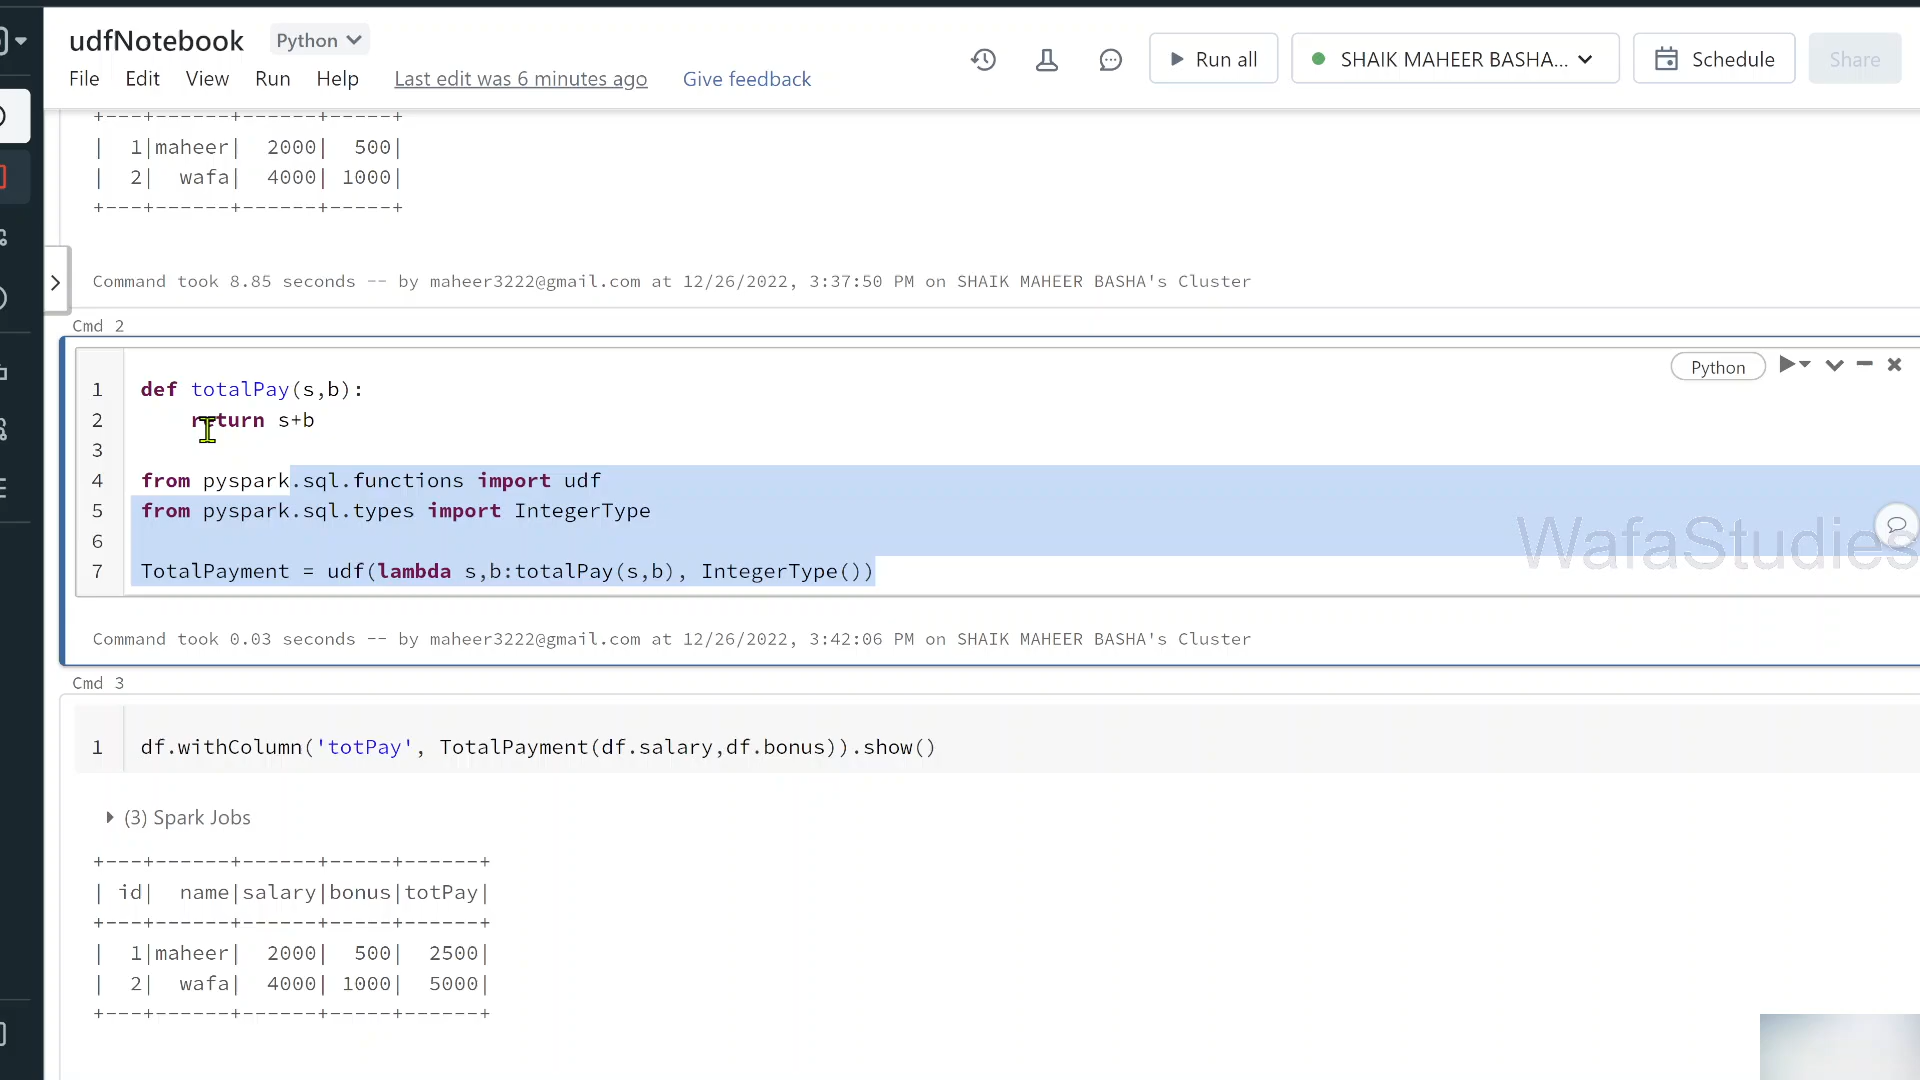 udfNotebook Python
File Edit View Run Help Last edit was 6 minutes ago Give feedback
Run all SHAIK MAHEER BASHA... Schedule Share
+---+------+------+-----+
|  1|maheer|  2000|  500|
|  2|  wafa|  4000| 1000|
+---+------+------+-----+
Command took 8.85 seconds -- by maheer3222@gmail.com at 12/26/2022, 3:37:50 PM on SHAIK MAHEER BASHA's Cluster
Cmd 2
Python
1 def totalPay(s,b):
2     return s+b
3
4 from pyspark.sql.functions import udf
5 from pyspark.sql.types import IntegerType
6
7 TotalPayment = udf(lambda s,b:totalPay(s,b), IntegerType())
WafaStudies
Command took 0.03 seconds -- by maheer3222@gmail.com at 12/26/2022, 3:42:06 PM on SHAIK MAHEER BASHA's Cluster
Cmd 3
1 df.withColumn('totPay', TotalPayment(df.salary,df.bonus)).show()
(3) Spark Jobs
+---+------+------+-----+------+
| id|  name|salary|bonus|totPay|
+---+------+------+-----+------+
|  1|maheer|  2000|  500|  2500|
|  2|  wafa|  4000| 1000|  5000|
+---+------+------+-----+------+